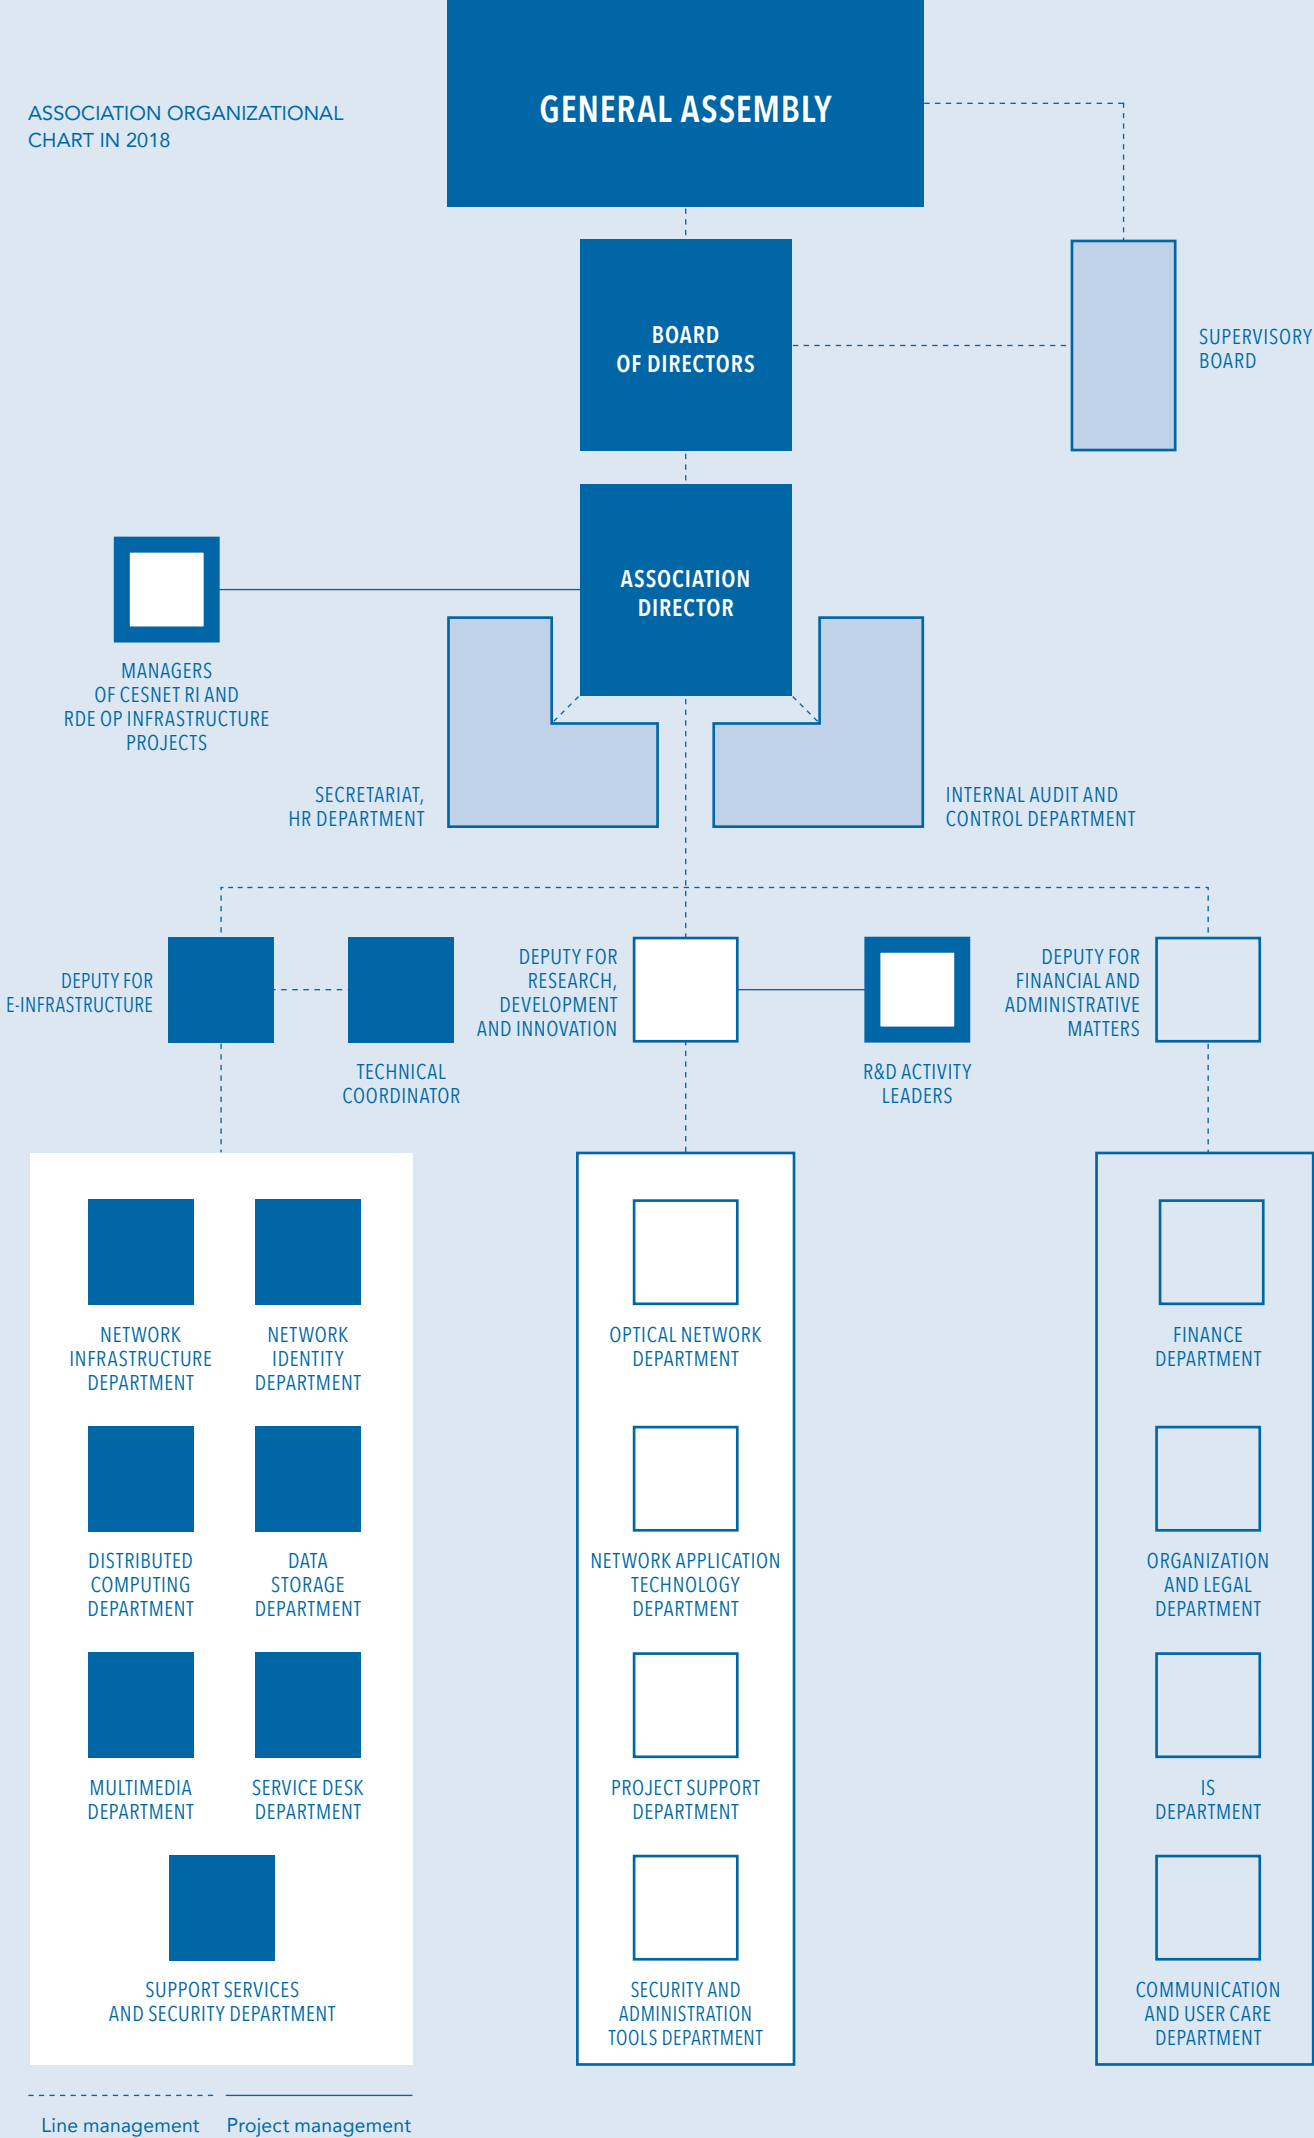 ASSOCIATION ORGANIZATIONAL
CHART IN 2018
GENERAL ASSEMBLY
BOARD
OF DIRECTORS
SUPERVISORY
BOARD
ASSOCIATION
DIRECTOR
MANAGERS
OF CESNET RI AND
RDE OP INFRASTRUCTURE
PROJECTS
SECRETARIAT,
HR DEPARTMENT
INTERNAL AUDIT AND
CONTROL DEPARTMENT
DEPUTY FOR
E-INFRASTRUCTURE
TECHNICAL
COORDINATOR
DEPUTY FOR
RESEARCH,
DEVELOPMENT
AND INNOVATION
R&D ACTIVITY
LEADERS
DEPUTY FOR
FINANCIAL AND
ADMINISTRATIVE
MATTERS
NETWORK
INFRASTRUCTURE
DEPARTMENT
NETWORK
IDENTITY
DEPARTMENT
DISTRIBUTED
COMPUTING
DEPARTMENT
DATA
STORAGE
DEPARTMENT
MULTIMEDIA
DEPARTMENT
SERVICE DESK
DEPARTMENT
SUPPORT SERVICES
AND SECURITY DEPARTMENT
OPTICAL NETWORK
DEPARTMENT
NETWORK APPLICATION
TECHNOLOGY
DEPARTMENT
PROJECT SUPPORT
DEPARTMENT
SECURITY AND
ADMINISTRATION
TOOLS DEPARTMENT
FINANCE
DEPARTMENT
ORGANIZATION
AND LEGAL
DEPARTMENT
IS
DEPARTMENT
COMMUNICATION
AND USER CARE
DEPARTMENT
Line management
Project management